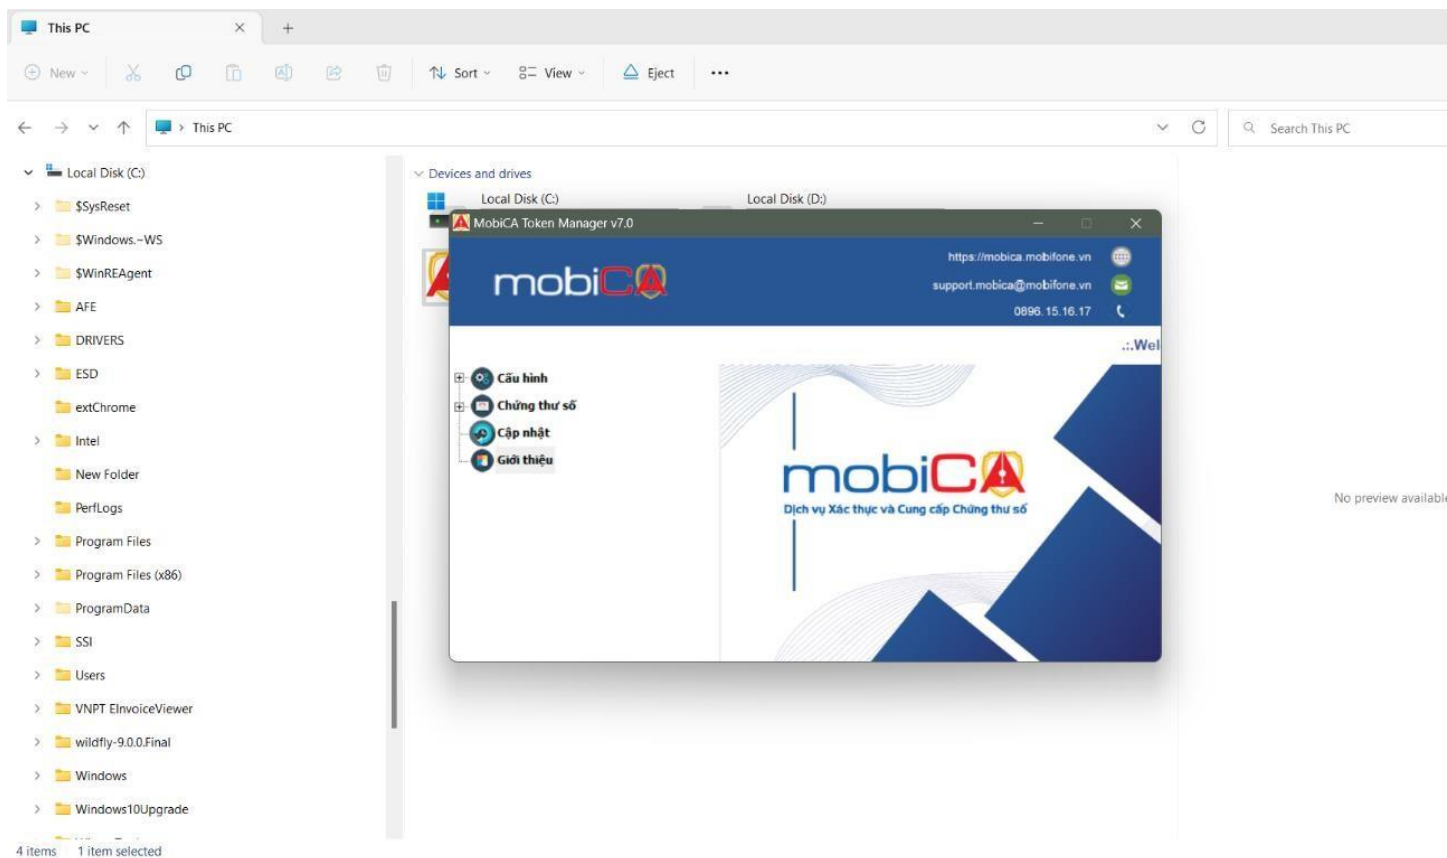 This PC
New
Sort
View
Eject
This PC
Search This PC
Local Disk (C:)
$SysReset
$Windows.~WS
$WinREAgent
AFE
DRIVERS
ESD
extChrome
Intel
New Folder
PerfLogs
Program Files
Program Files (x86)
ProgramData
SSI
Users
VNPT EInvoiceViewer
wildfly-9.0.0.Final
Windows
Windows10Upgrade
Devices and drives
Local Disk (C:)
Local Disk (D:)
MobiCA Token Manager v7.0
mobiCA
https://mobica.mobifone.vn
support.mobica@mobifone.vn
0896.15.16.17
.:.Wel
Cấu hình
Chứng thư số
Cập nhật
Giới thiệu
mobiCA
Dịch vụ Xác thực và Cung cấp Chứng thư số
No preview available
4 items
1 item selected